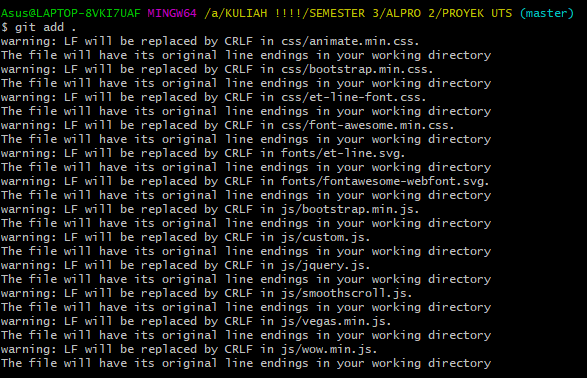 Asus@LAPTOP-8VKI7UAF MINGW64 /a/KULIAH !!!!/SEMESTER 3/ALPRO 2/PROYEK UTS (master)
$ git add .
warning: LF will be replaced by CRLF in css/animate.min.css.
The file will have its original line endings in your working directory
warning: LF will be replaced by CRLF in css/bootstrap.min.css.
The file will have its original line endings in your working directory
warning: LF will be replaced by CRLF in css/et-line-font.css.
The file will have its original line endings in your working directory
warning: LF will be replaced by CRLF in css/font-awesome.min.css.
The file will have its original line endings in your working directory
warning: LF will be replaced by CRLF in fonts/et-line.svg.
The file will have its original line endings in your working directory
warning: LF will be replaced by CRLF in fonts/fontawesome-webfont.svg.
The file will have its original line endings in your working directory
warning: LF will be replaced by CRLF in js/bootstrap.min.js.
The file will have its original line endings in your working directory
warning: LF will be replaced by CRLF in js/custom.js.
The file will have its original line endings in your working directory
warning: LF will be replaced by CRLF in js/jquery.js.
The file will have its original line endings in your working directory
warning: LF will be replaced by CRLF in js/smoothscroll.js.
The file will have its original line endings in your working directory
warning: LF will be replaced by CRLF in js/vegas.min.js.
The file will have its original line endings in your working directory
warning: LF will be replaced by CRLF in js/wow.min.js.
The file will have its original line endings in your working directory